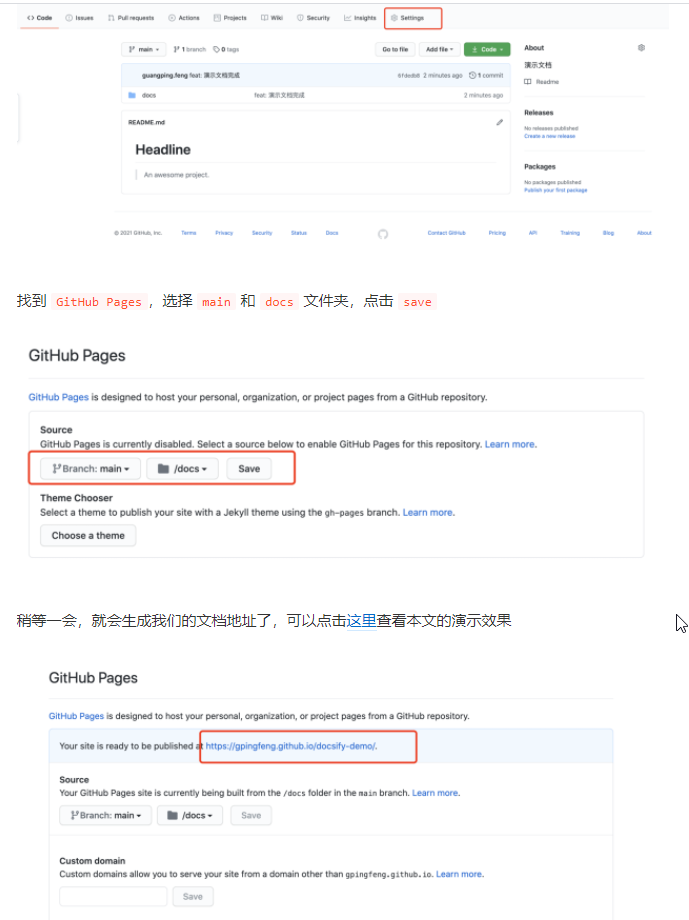 Code Issues Pull requests Actions Projects Wiki Security Insights Settings
main 1 branch 0 tags Go to file Add file Code About
guangping.feng feat: 演示文档完成 2 minutes ago 1 commit 演示文档
Readme
docs feat: 演示文档完成 2 minutes ago
Releases
README.md No releases published
Create a new release
Headline
Packages
An awesome project.
No packages published
Publish your first package
© 2021 GitHub, Inc. Terms Privacy Security Status Docs Contact GitHub Pricing API Training Blog About
找到 GitHub Pages ，选择 main 和 docs 文件夹，点击 save
GitHub Pages
GitHub Pages is designed to host your personal, organization, or project pages from a GitHub repository.
Source
GitHub Pages is currently disabled. Select a source below to enable GitHub Pages for this repository. Learn more.
Branch: main /docs Save
Theme Chooser
Select a theme to publish your site with a Jekyll theme using the gh-pages branch. Learn more.
Choose a theme
稍等一会，就会生成我们的文档地址了，可以点击这里查看本文的演示效果
GitHub Pages
GitHub Pages is designed to host your personal, organization, or project pages from a GitHub repository.
Your site is ready to be published at https://gpingfeng.github.io/docsify-demo/.
Source
Your GitHub Pages site is currently being built from the /docs folder in the main branch. Learn more.
Branch: main /docs Save
Custom domain
Custom domains allow you to serve your site from a domain other than gpingfeng.github.io. Learn more.
Save